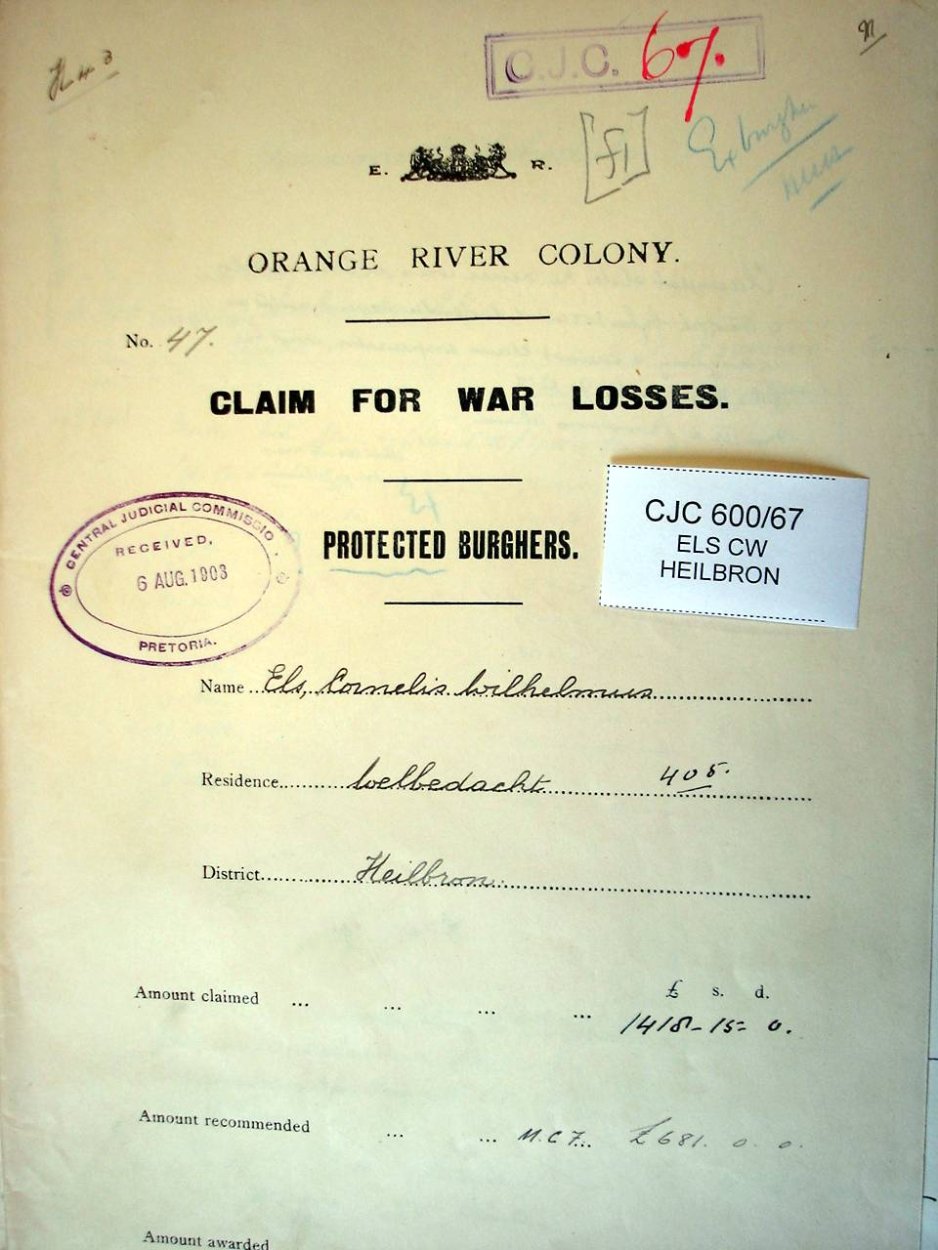 C.J.C. 67.
E. R.
[f1]
ORANGE RIVER COLONY.
No. 47.
CLAIM FOR WAR LOSSES.
PROTECTED BURGHERS.
CENTRAL JUDICIAL COMMISSIO
RECEIVED,
6 AUG. 1903
PRETORIA.
CJC 600/67
ELS CW
HEILBRON
Name Els, Cornelis Wilhelmus
Residence Welbedacht 405.
District Heilbron
£ s. d.
Amount claimed ... ... ... ... 1418-15= 0.
Amount recommended ... ... M.C.7. £681. 0. 0.
Amount awarded